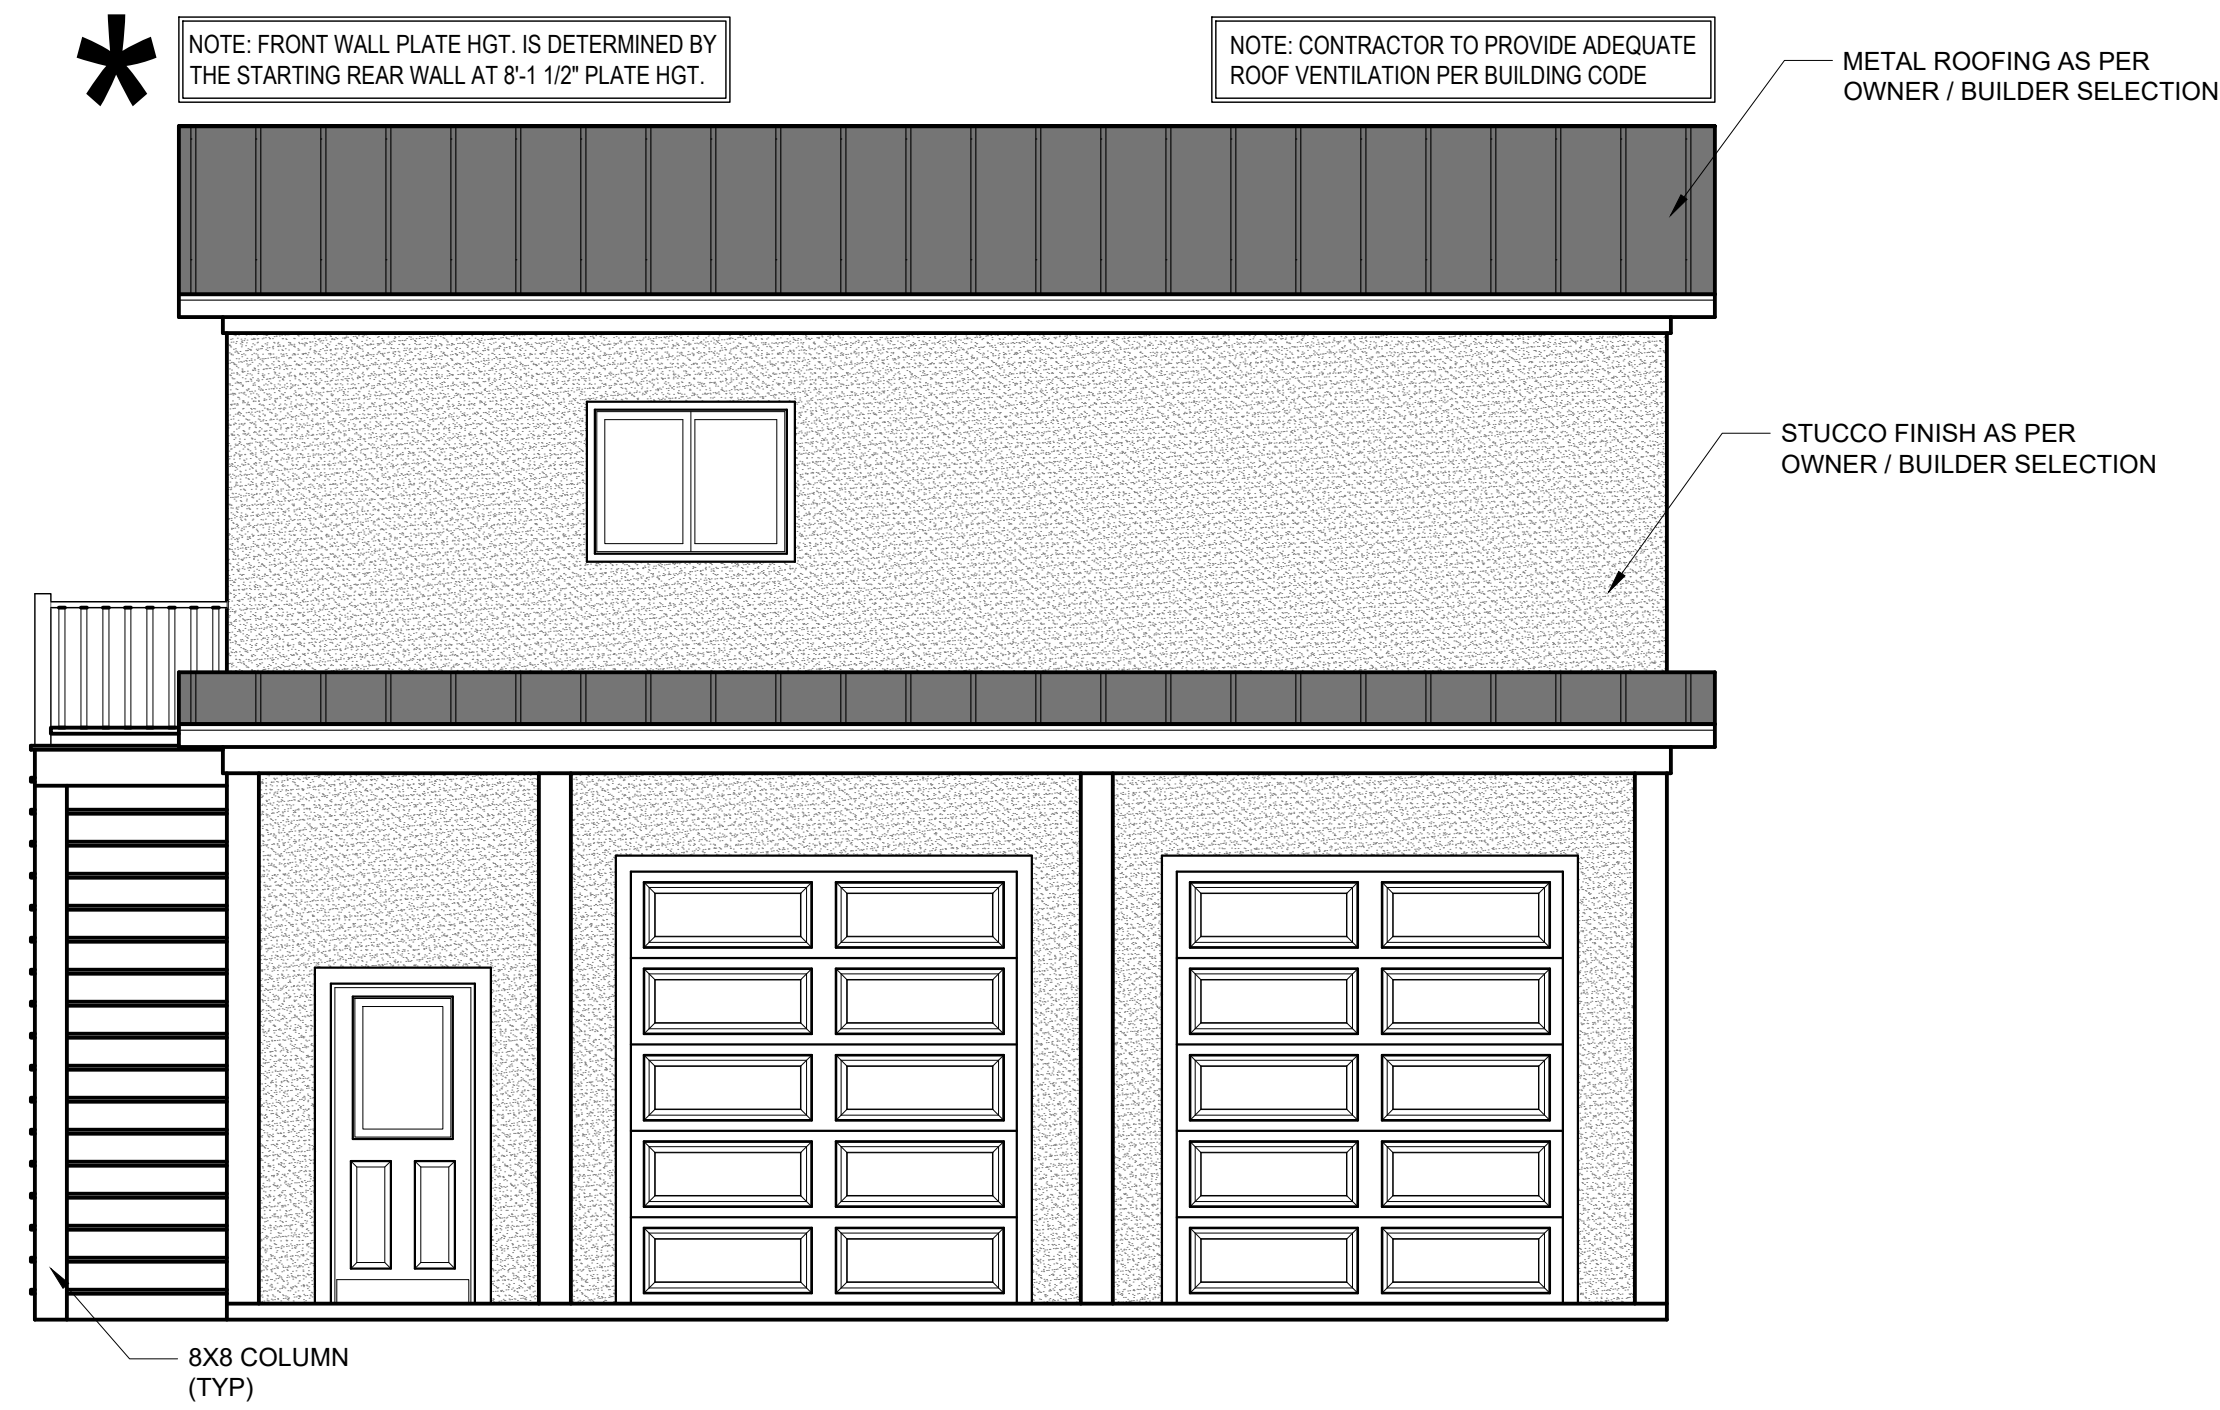 NOTE: FRONT WALL PLATE HGT. IS DETERMINED BY
THE STARTING REAR WALL AT 8'-1 1/2" PLATE HGT.
NOTE: CONTRACTOR TO PROVIDE ADEQUATE
ROOF VENTILATION PER BUILDING CODE
METAL ROOFING AS PER
OWNER / BUILDER SELECTION
STUCCO FINISH AS PER
OWNER / BUILDER SELECTION
8X8 COLUMN
(TYP)